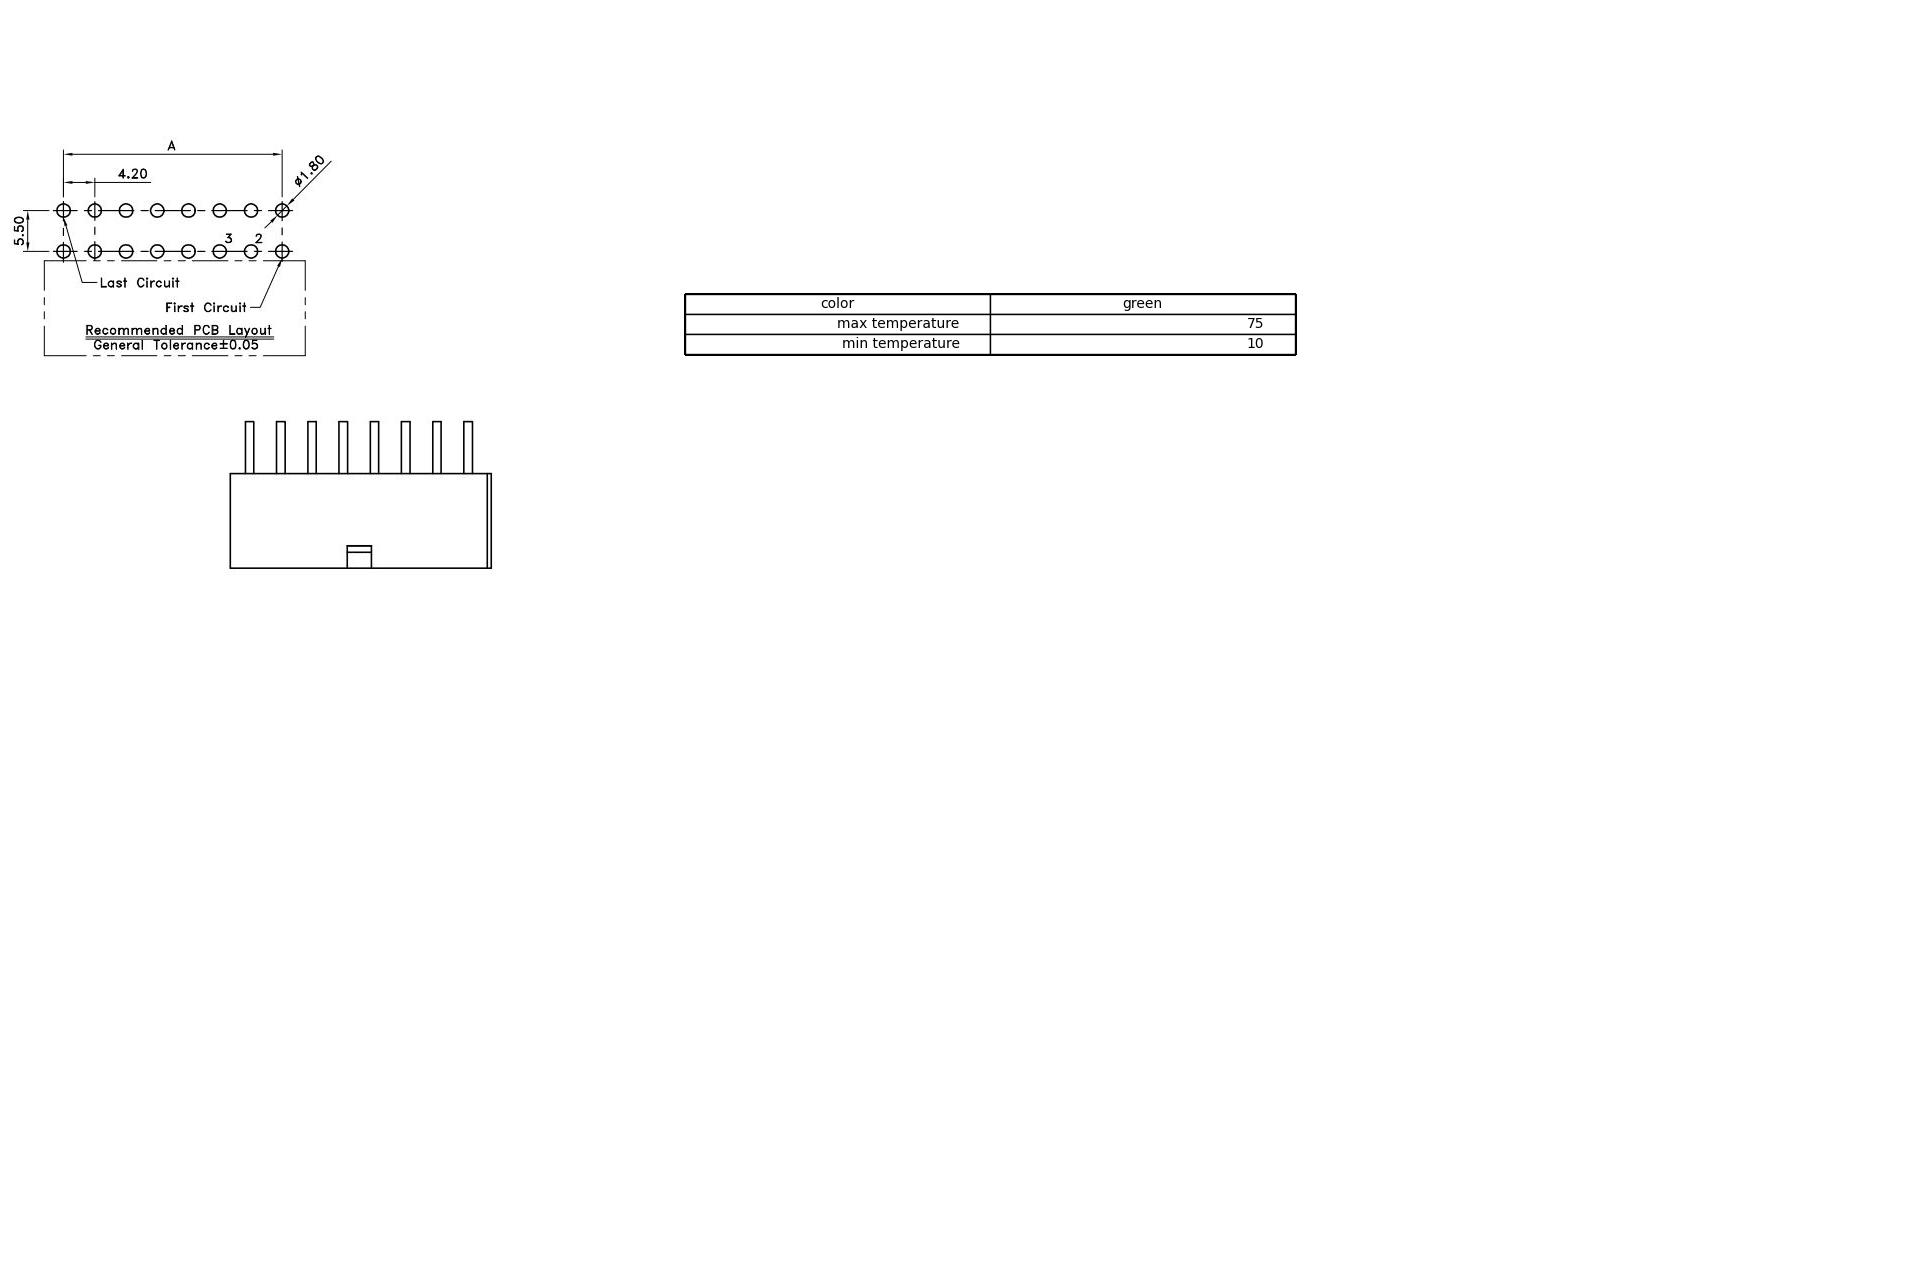 A
4.20
ø1.80
5.50
3 2
Last Circuit
First Circuit
Recommended PCB Layout
General Tolerance±0.05
color green
max temperature 75
min temperature 10